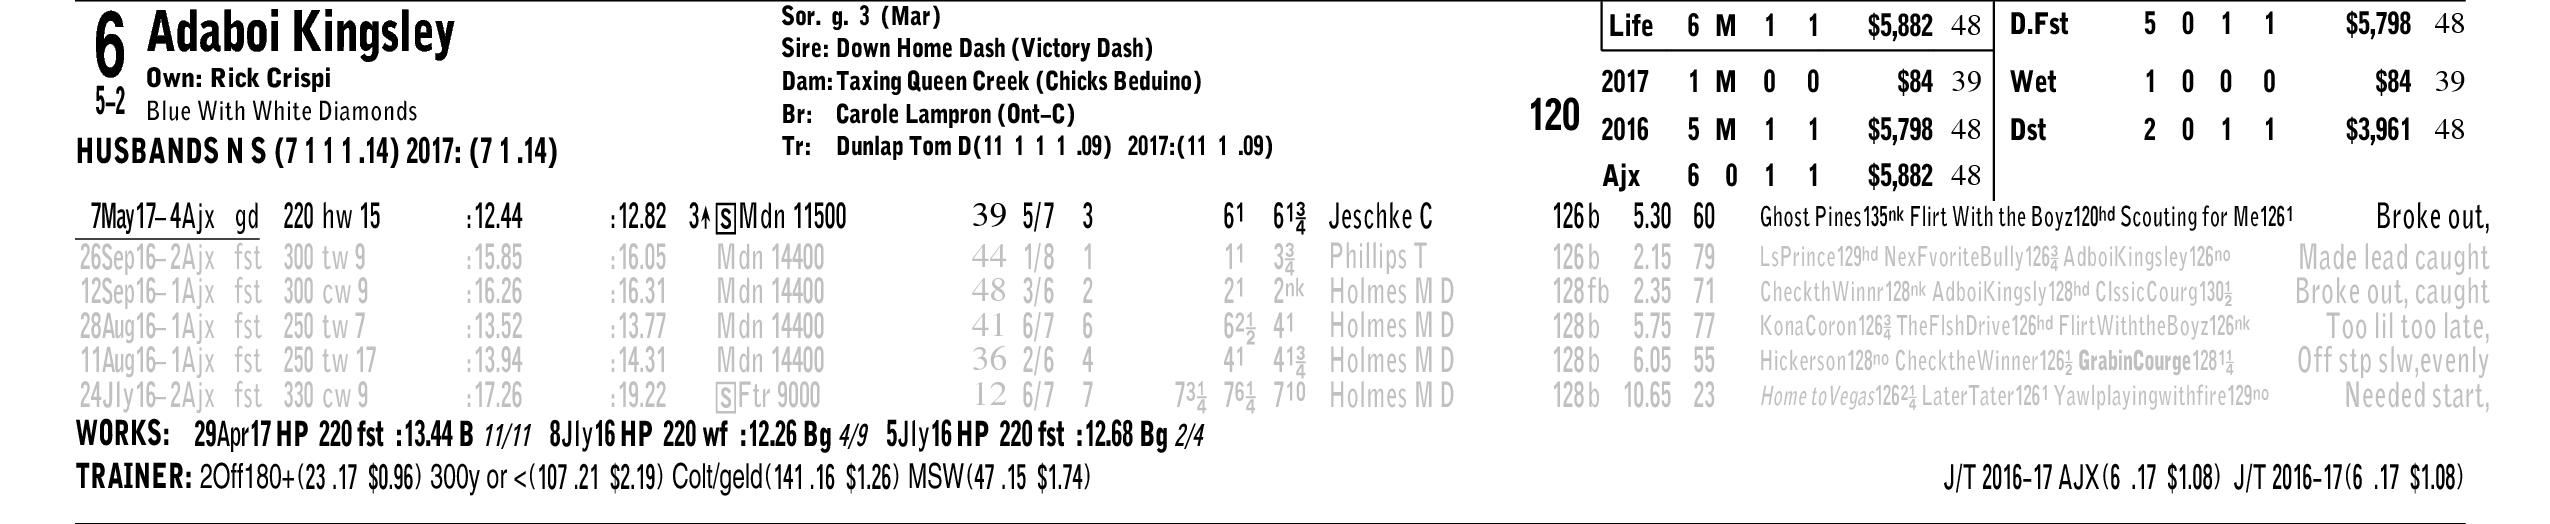 6 Adaboi Kingsley
Own: Rick Crispi
5–2 Blue With White Diamonds
HUSBANDS N S (7 1 1 1 .14) 2017: (7 1 .14)
Sor. g. 3 (Mar)
Sire: Down Home Dash (Victory Dash)
Dam: Taxing Queen Creek (Chicks Beduino)
Br: Carole Lampron (Ont–C)
Tr: Dunlap Tom D(11 1 1 1 .09) 2017:(11 1 .09)
120
Life 6 M 1 1 $5,882 48 D.Fst 5 0 1 1 $5,798 48
2017 1 M 0 0 $84 39 Wet 1 0 0 0 $84 39
2016 5 M 1 1 $5,798 48 Dst 2 0 1 1 $3,961 48
Ajx 6 0 1 1 $5,882 48
7May17–4Ajx gd 220 hw 15 :12.44 :12.82 3↑ S Mdn 11500 39 5/7 3 6¹ 6¹¾ Jeschke C 126b 5.30 60 Ghost Pines135ⁿᵏ Flirt With the Boyz120ʰᵈ Scouting for Me126¹ Broke out,
26Sep16–2Ajx fst 300 tw 9 :15.85 :16.05 Mdn 14400 44 1/8 1 1¹ 3¾ Phillips T 126b 2.15 79 LsPrince129ʰᵈ NexFvoriteBully126¾ AdboiKingsley126ⁿᵒ Made lead caught
12Sep16–1Ajx fst 300 cw 9 :16.26 :16.31 Mdn 14400 48 3/6 2 2¹ 2ⁿᵏ Holmes M D 128fb 2.35 71 CheckthWinnr128ⁿᵏ AdboiKingsly128ʰᵈ ClssicCourg130½ Broke out, caught
28Aug16–1Ajx fst 250 tw 7 :13.52 :13.77 Mdn 14400 41 6/7 6 6²½ 4¹ Holmes M D 128b 5.75 77 KonaCoron126¾ TheFlshDrive126ʰᵈ FlirtWiththeBoyz126ⁿᵏ Too lil too late,
11Aug16–1Ajx fst 250 tw 17 :13.94 :14.31 Mdn 14400 36 2/6 4 4¹ 4¹¾ Holmes M D 128b 6.05 55 Hickerson128ⁿᵒ ChecktheWinner126½ GrabinCourge128¹¼ Off stp slw,evenly
24Jly16–2Ajx fst 330 cw 9 :17.26 :19.22 S Ftr 9000 12 6/7 7 7³¼ 7⁶¼ 7¹⁰ Holmes M D 128b 10.65 23 Home to Vegas126²¼ LaterTater126¹ Yawlplayingwithfire129ⁿᵒ Needed start,
WORKS: 29Apr17 HP 220 fst :13.44 B 11/11 8Jly16 HP 220 wf :12.26 Bg 4/9 5Jly16 HP 220 fst :12.68 Bg 2/4
TRAINER: 2Off180+(23 .17 $0.96) 300y or <(107 .21 $2.19) Colt/geld(141 .16 $1.26) MSW(47 .15 $1.74) J/T 2016–17 AJX(6 .17 $1.08) J/T 2016–17(6 .17 $1.08)